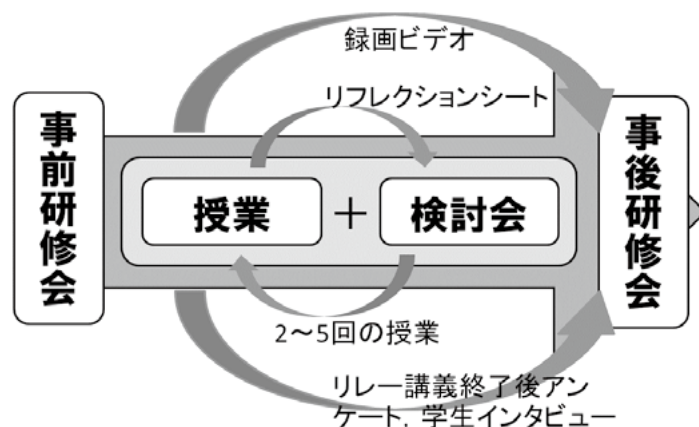 録画ビデオ
リフレクションシート
事前研修会
授業
+
検討会
事後研修会
2〜5回の授業
リレー講義終了後アン
ケート，学生インタビュー